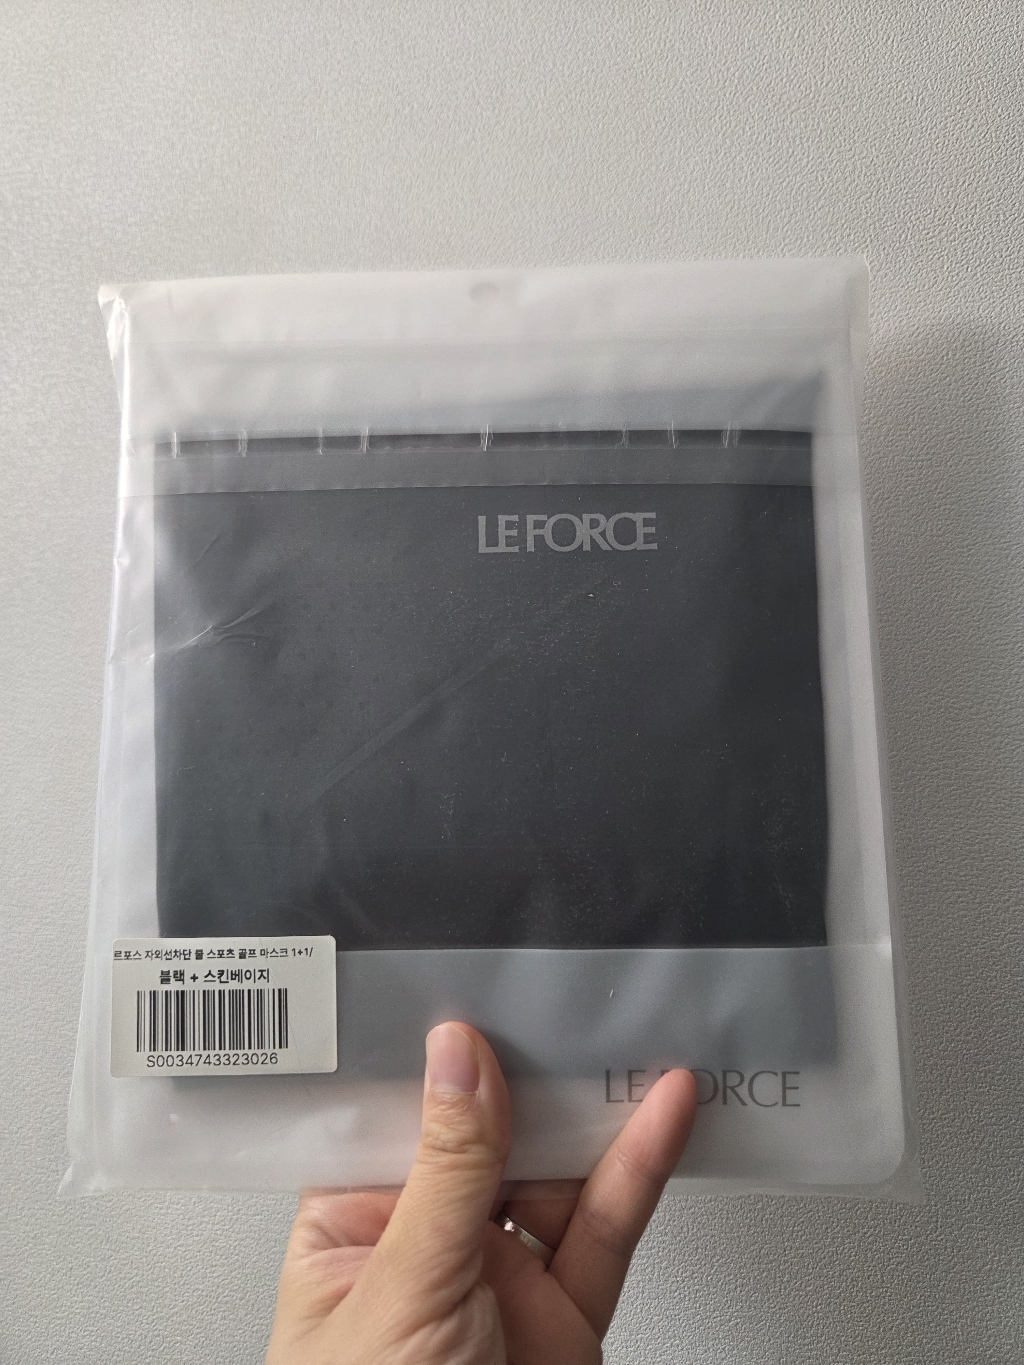 LE FORCE
르포스 자외선차단 쿨 스포츠 골프 마스크 1+1/
블랙 + 스킨베이지
S0034743323026
LE FORCE